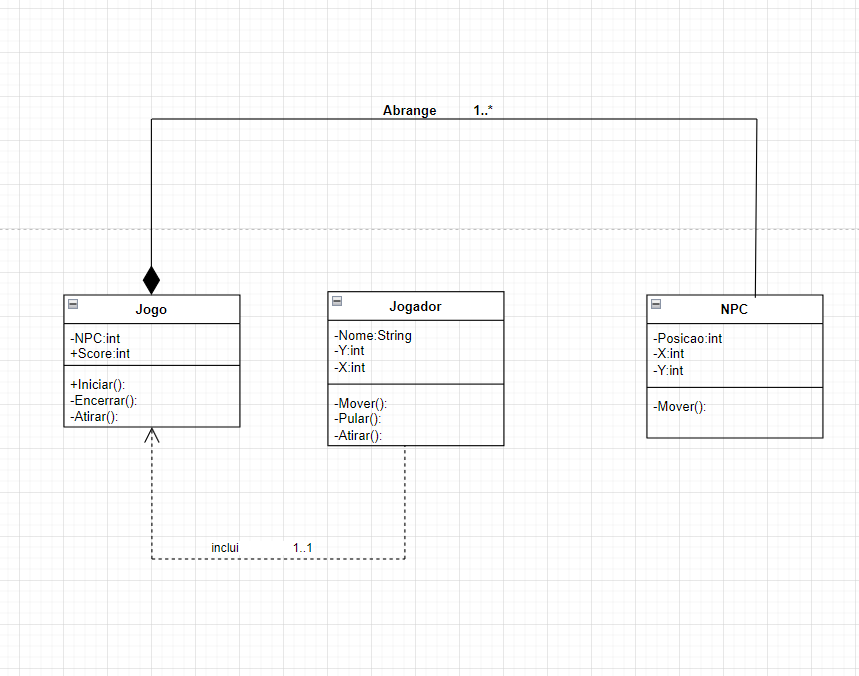 Abrange 1..*
Jogo
-NPC:int
+Score:int
+Iniciar():
-Encerrar():
-Atirar():
Jogador
-Nome:String
-Y:int
-X:int
-Mover():
-Pular():
-Atirar():
NPC
-Posicao:int
-X:int
-Y:int
-Mover():
inclui 1..1